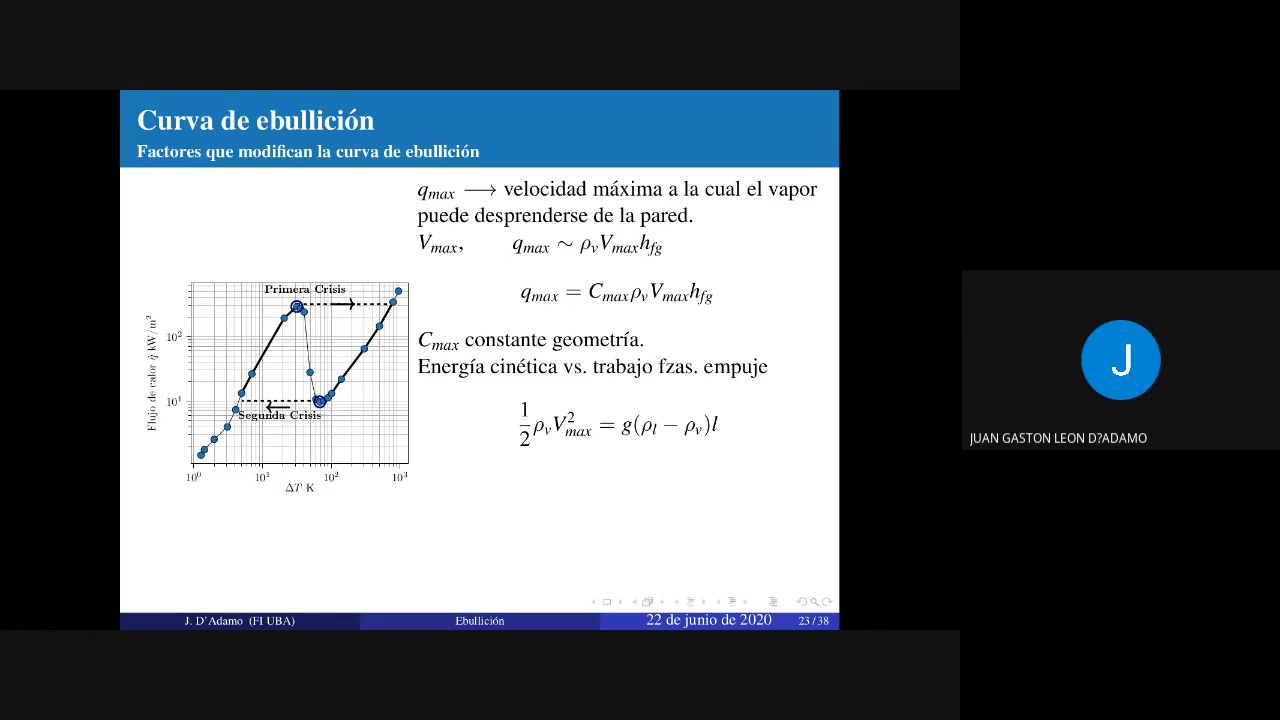 Curva de ebullición
Factores que modifican la curva de ebullición
q_max ⟶ velocidad máxima a la cual el vapor
puede desprenderse de la pared.
V_max, q_max ∼ ρ_v V_max h_fg
q_max = C_max ρ_v V_max h_fg
C_max constante geometría.
Energía cinética vs. trabajo fzas. empuje
1/2 ρ_v V²_max = g(ρ_l − ρ_v)l
Primera Crisis
Segunda Crisis
Flujo de calor q̇ kW/m²
10²
10¹
10⁰ 10¹ 10² 10³
ΔT K
J. D'Adamo (FI UBA) Ebullición 22 de junio de 2020 23 / 38
J
JUAN GASTON LEON D?ADAMO